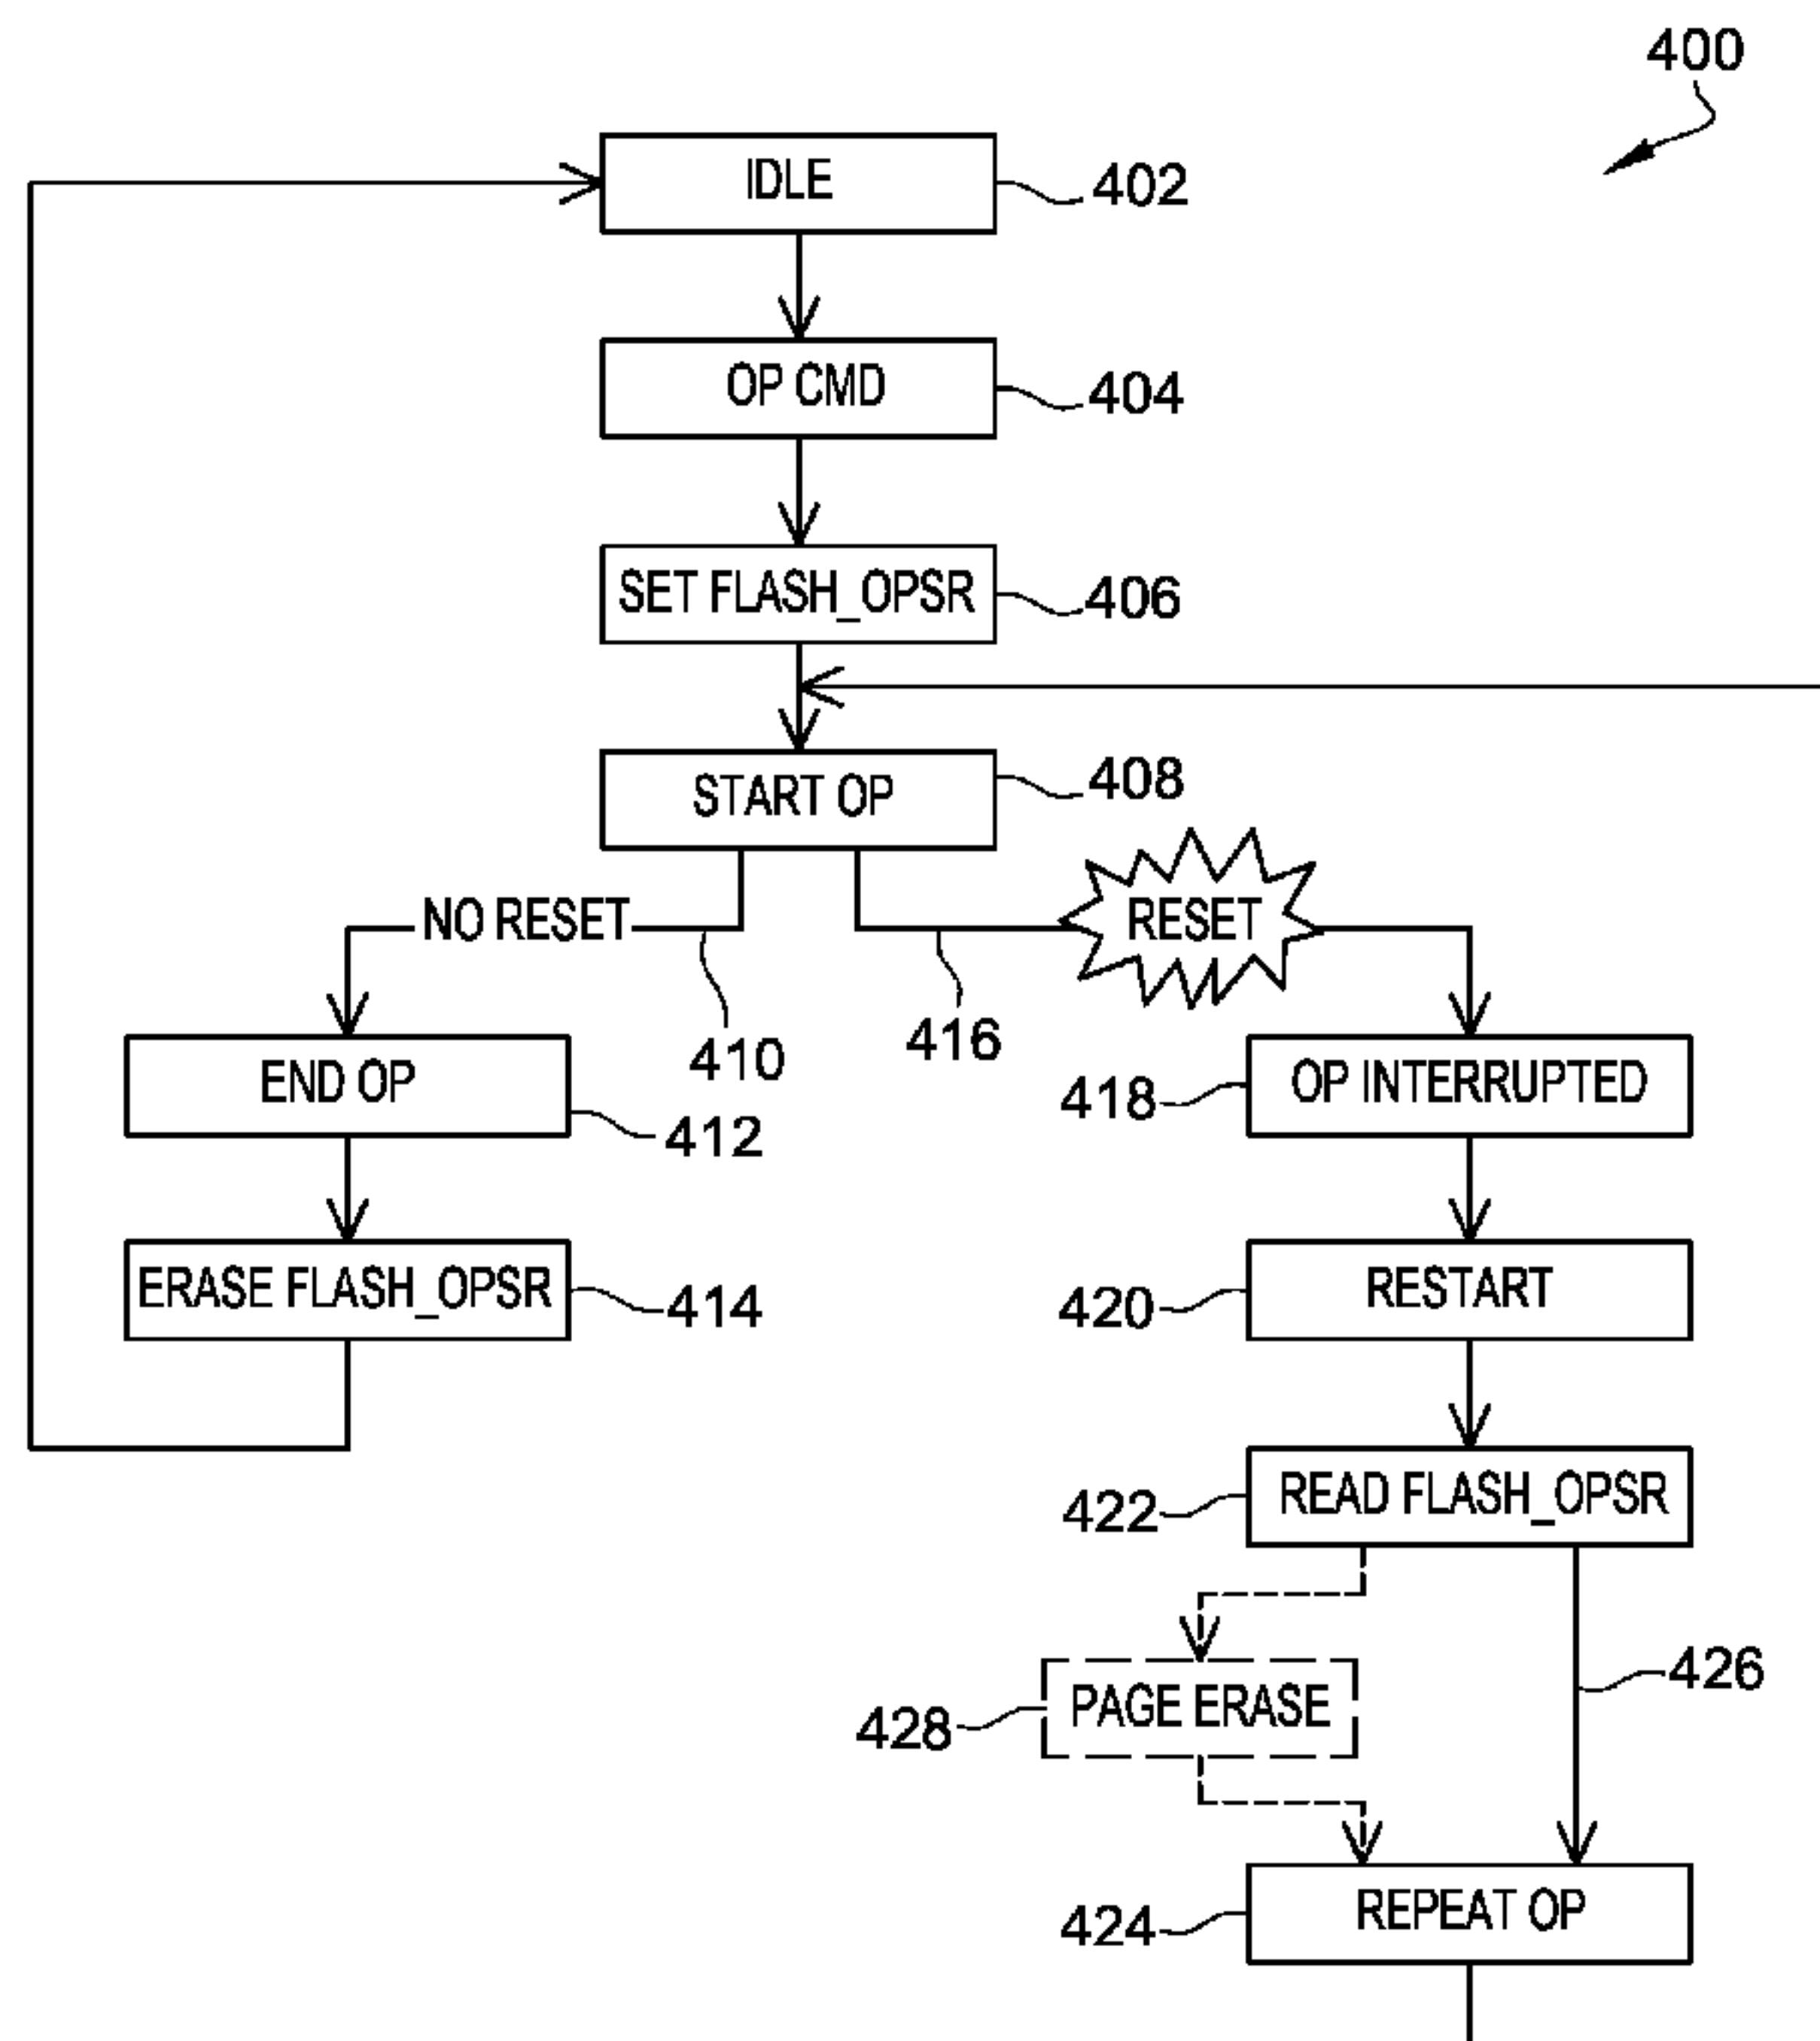 400
IDLE
402
OP CMD
404
SET FLASH_OPSR
406
START OP
408
NO RESET
RESET
410
416
END OP
412
OP INTERRUPTED
418
ERASE FLASH_OPSR
414
RESTART
420
READ FLASH_OPSR
422
426
PAGE ERASE
428
REPEAT OP
424